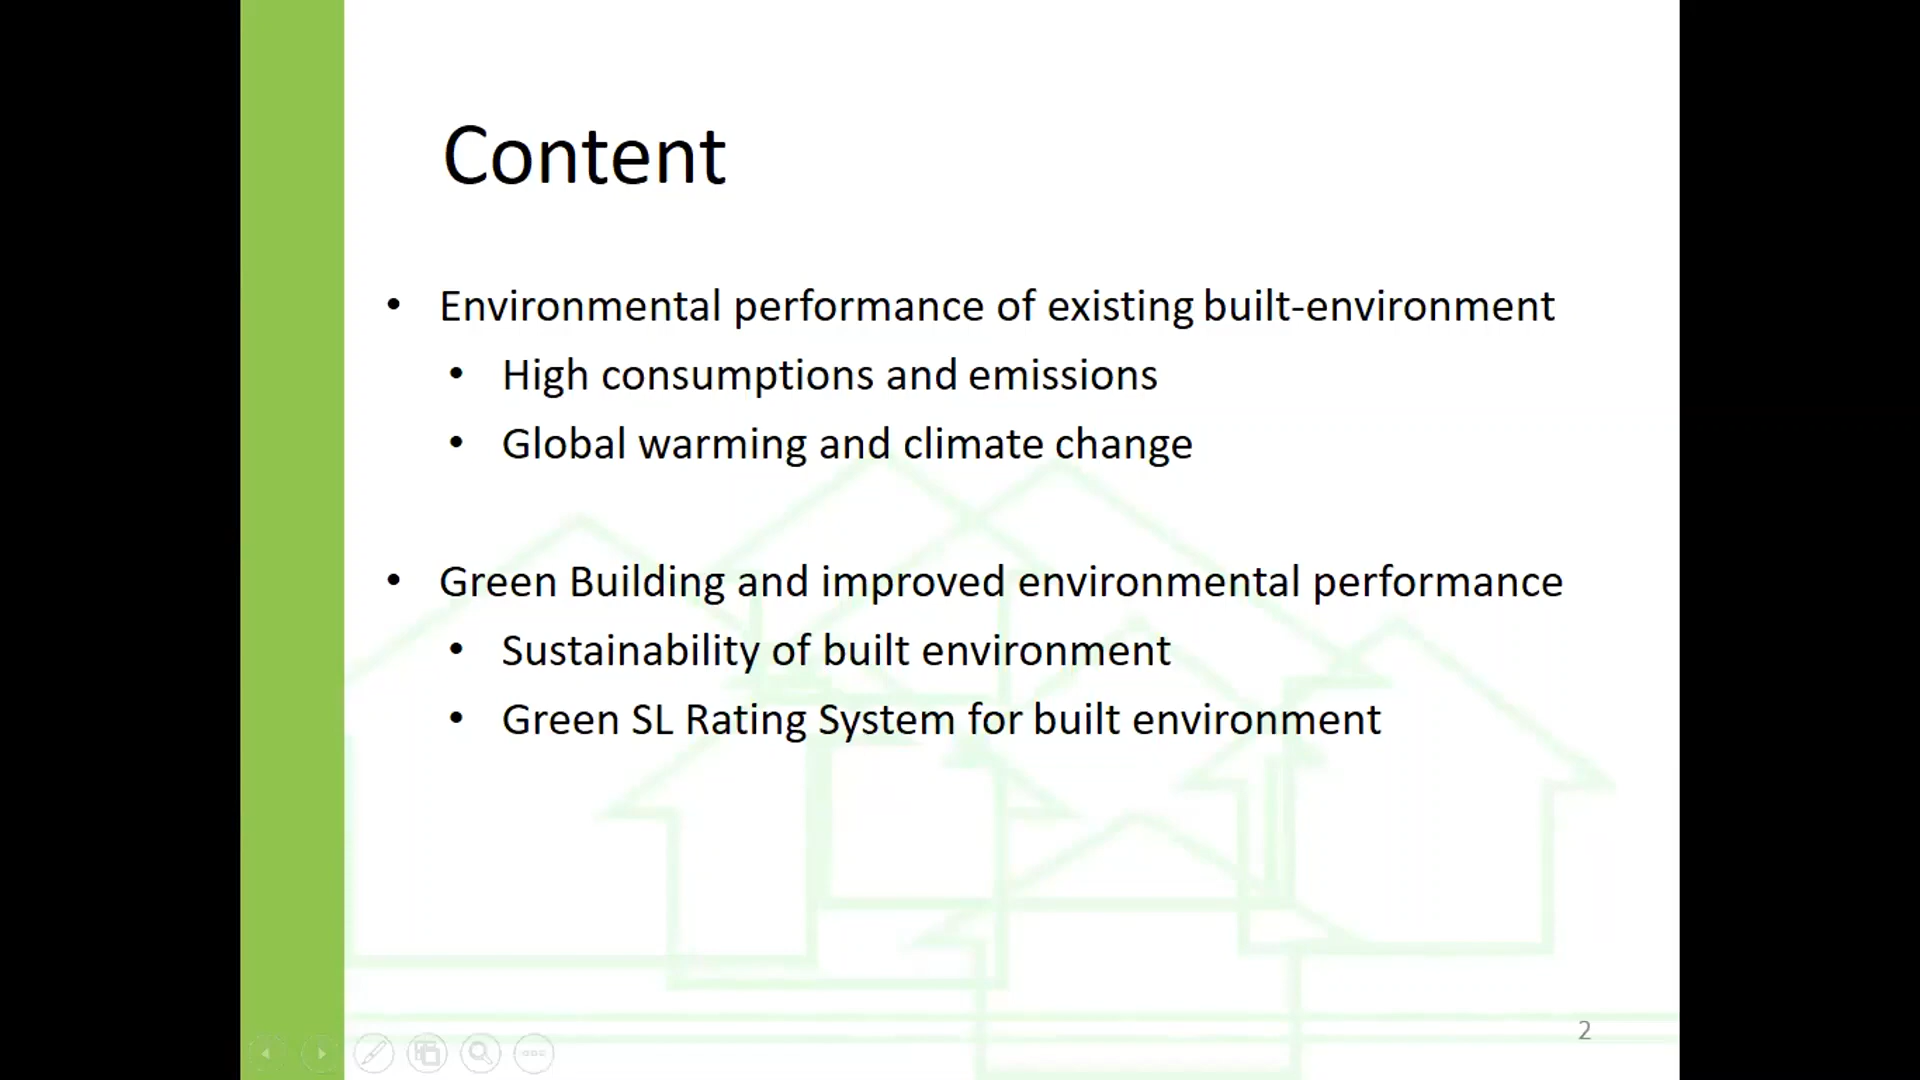 Content
• Environmental performance of existing built-environment
• High consumptions and emissions
• Global warming and climate change
• Green Building and improved environmental performance
• Sustainability of built environment
• Green SL Rating System for built environment
2